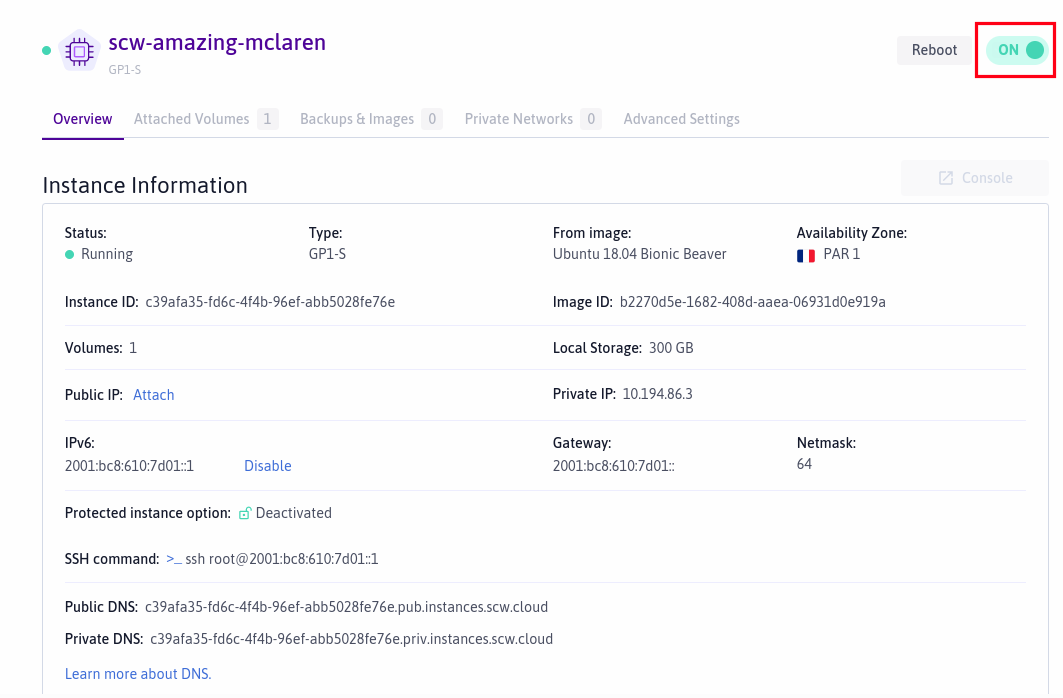 scw-amazing-mclaren
GP1-S
Reboot ON
Overview Attached Volumes 1 Backups & Images 0 Private Networks 0 Advanced Settings
Instance Information
Console
Status: Type: From image: Availability Zone:
Running GP1-S Ubuntu 18.04 Bionic Beaver PAR 1
Instance ID: c39afa35-fd6c-4f4b-96ef-abb5028fe76e Image ID: b2270d5e-1682-408d-aaea-06931d0e919a
Volumes: 1 Local Storage: 300 GB
Public IP: Attach Private IP: 10.194.86.3
IPv6: Gateway: Netmask:
2001:bc8:610:7d01::1 Disable 2001:bc8:610:7d01:: 64
Protected instance option: Deactivated
SSH command: >_ ssh root@2001:bc8:610:7d01::1
Public DNS: c39afa35-fd6c-4f4b-96ef-abb5028fe76e.pub.instances.scw.cloud
Private DNS: c39afa35-fd6c-4f4b-96ef-abb5028fe76e.priv.instances.scw.cloud
Learn more about DNS.